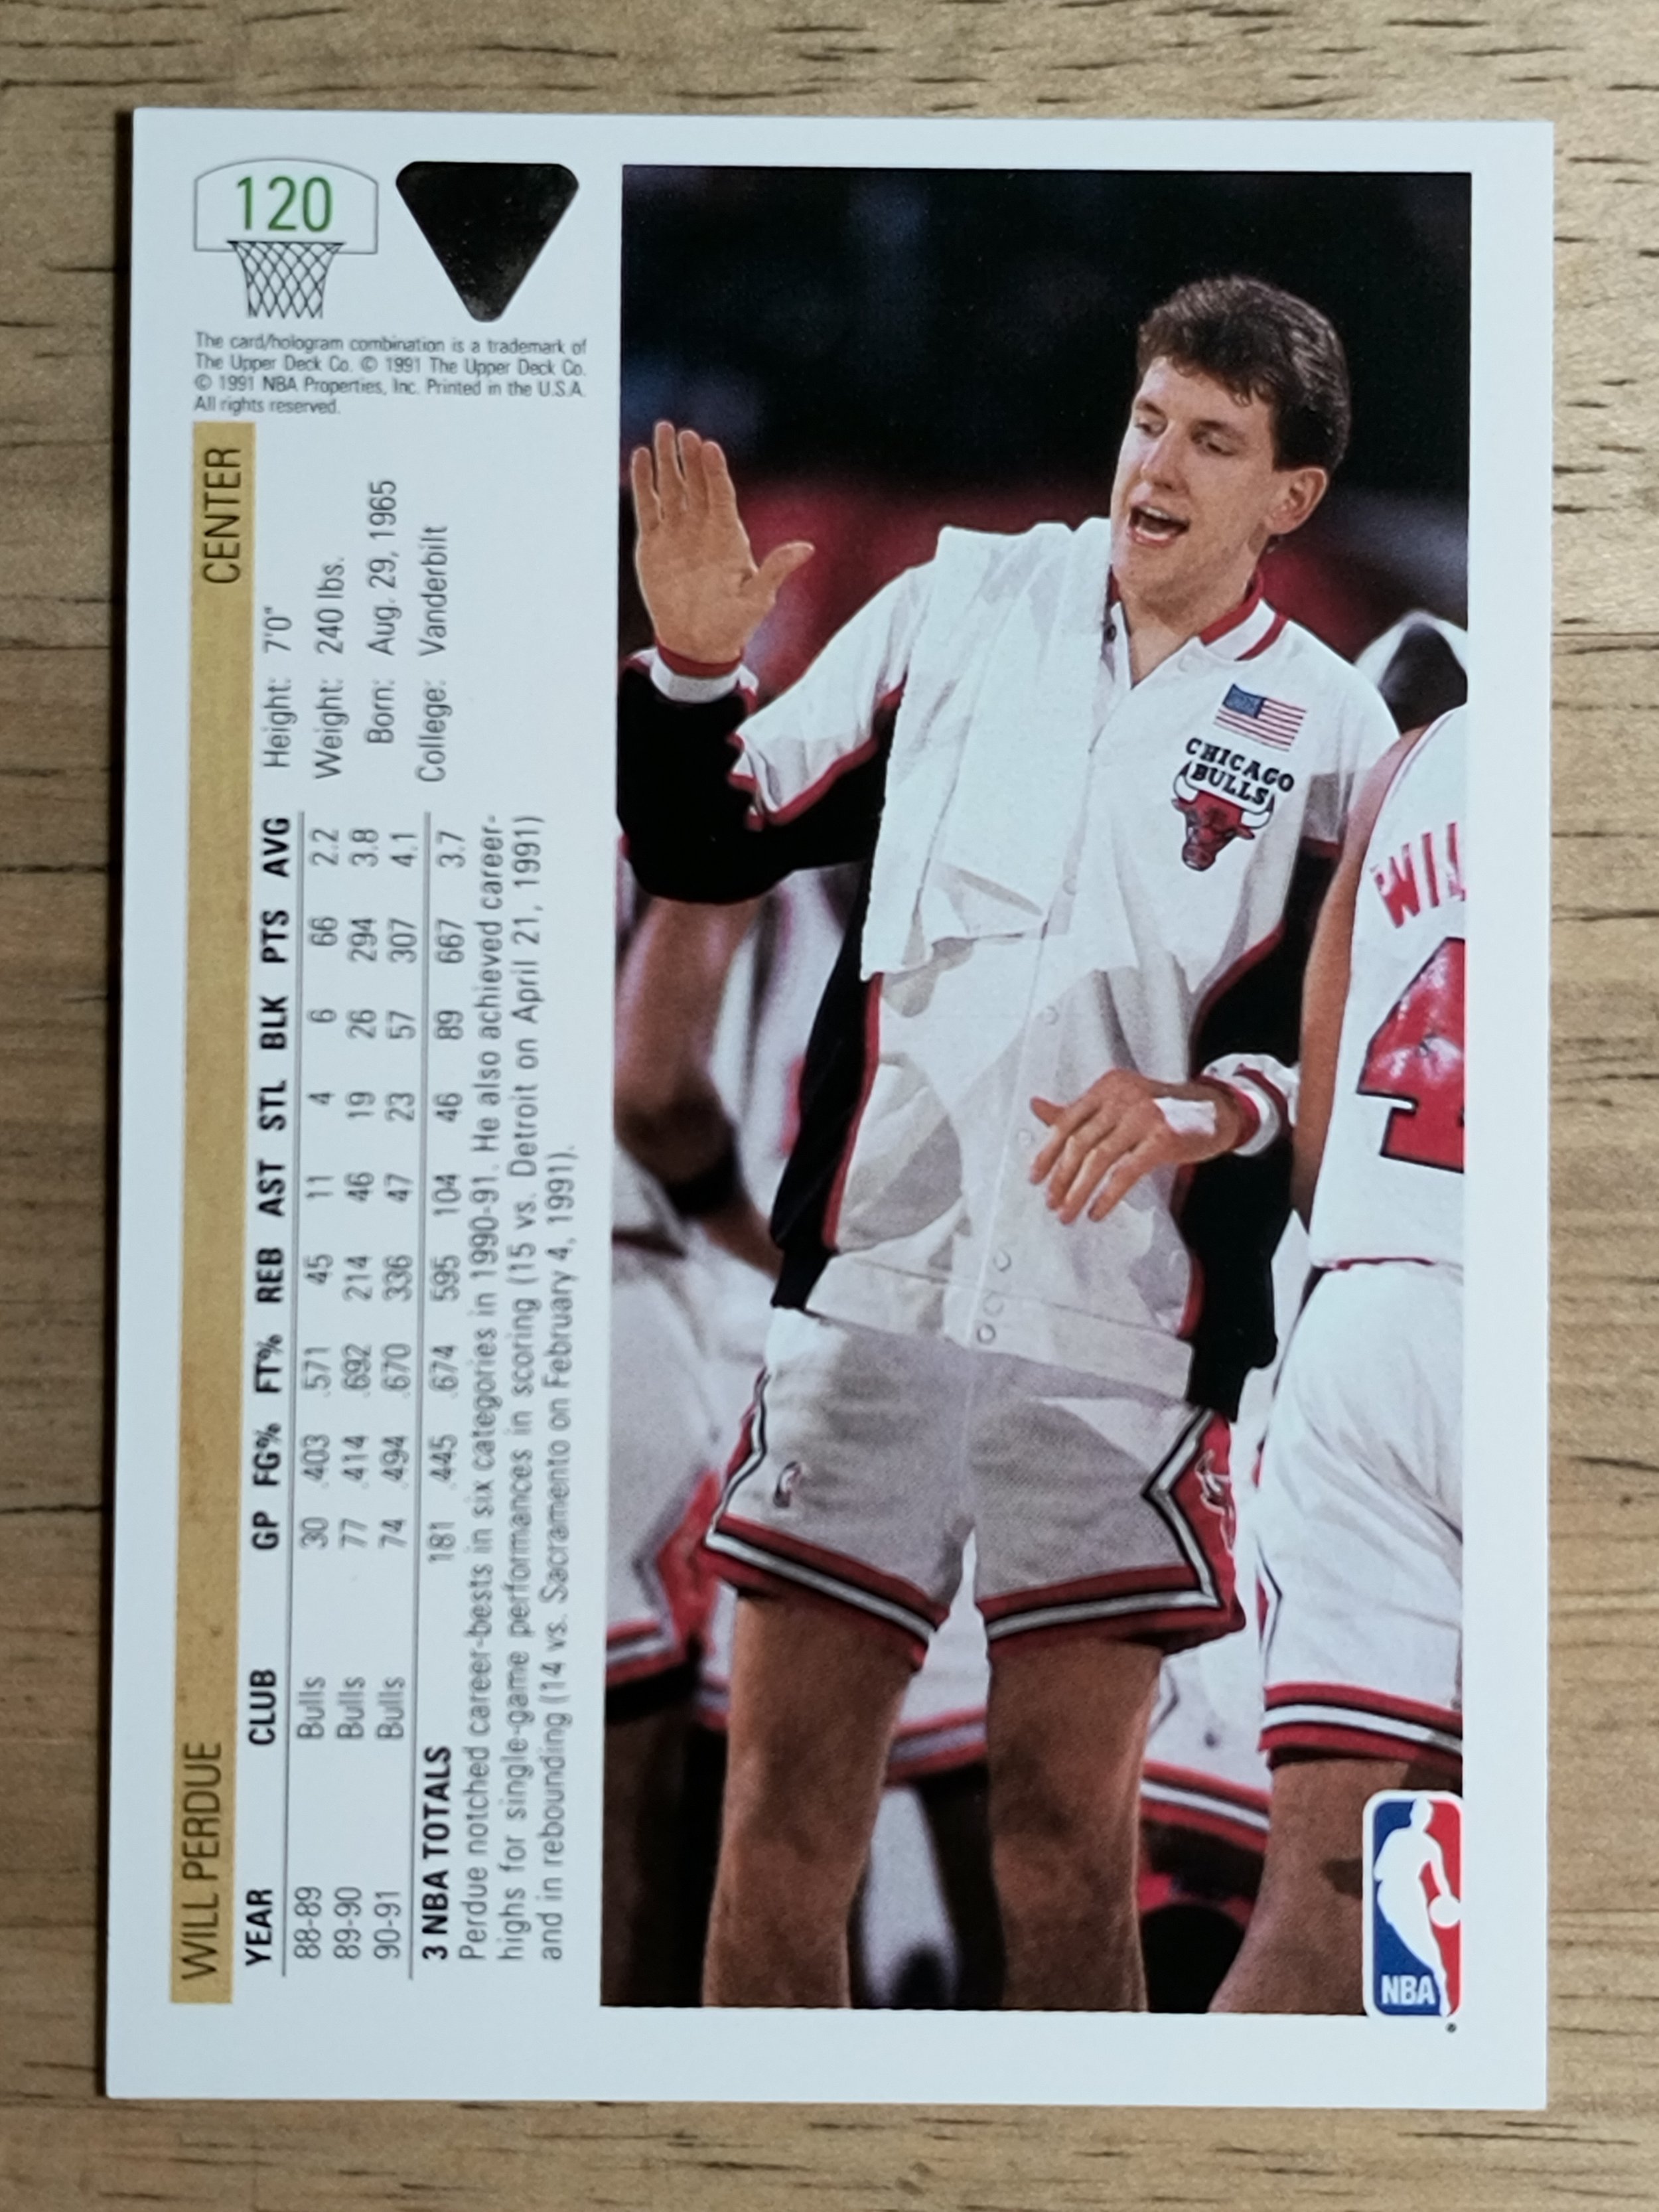 120
The card/hologram combination is a trademark of
The Upper Deck Co. © 1991 The Upper Deck Co.
© 1991 NBA Properties, Inc. Printed in the U.S.A.
All rights reserved.
WILL PERDUE CENTER
YEAR CLUB GP FG% FT% REB AST STL BLK PTS AVG
88-89 Bulls 30 .403 .571 45 11 4 6 66 2.2
89-90 Bulls 77 .414 .692 214 46 19 26 294 3.8
90-91 Bulls 74 .494 .670 336 47 23 57 307 4.1
3 NBA TOTALS 181 .445 .674 595 104 46 89 667 3.7
Height: 7'0"
Weight: 240 lbs.
Born: Aug. 29, 1965
College: Vanderbilt
Perdue notched career-bests in six categories in 1990-91. He also achieved career-
highs for single-game performances in scoring (15 vs. Detroit on April 21, 1991)
and in rebounding (14 vs. Sacramento on February 4, 1991).
CHICAGO
BULLS
WIL
4
NBA